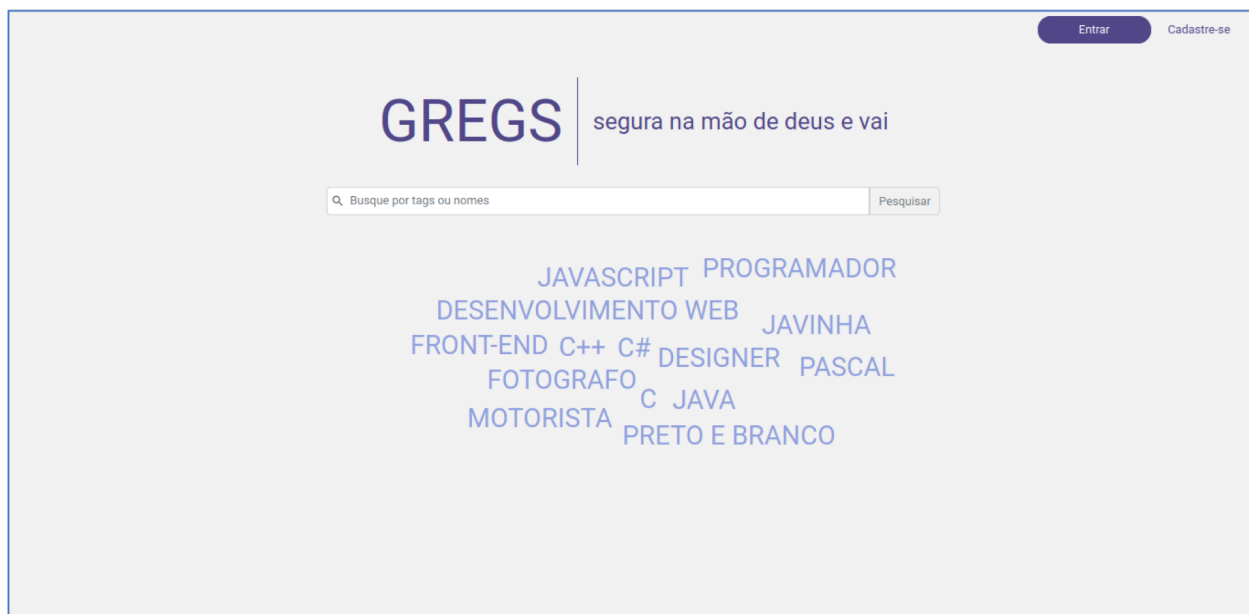 Entrar Cadastre-se
GREGS segura na mão de deus e vai
Busque por tags ou nomes Pesquisar
JAVASCRIPT PROGRAMADOR
DESENVOLVIMENTO WEB JAVINHA
FRONT-END C++ C# DESIGNER PASCAL
FOTOGRAFO C JAVA
MOTORISTA PRETO E BRANCO